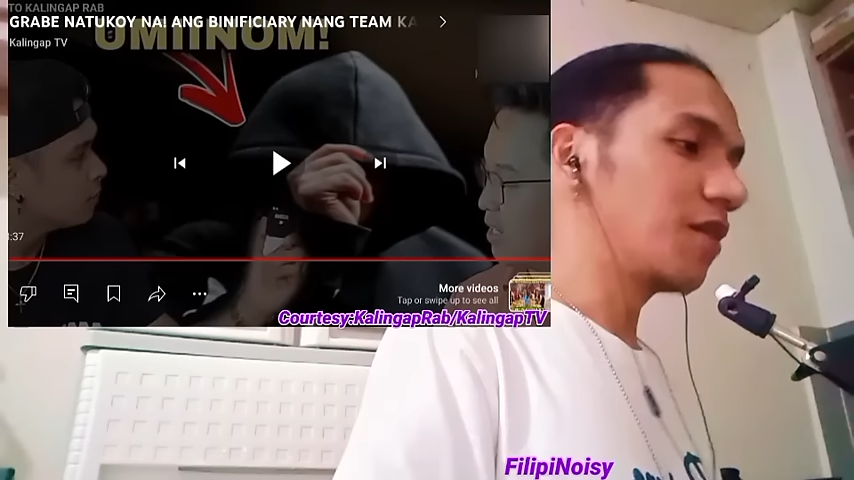 TO KALINGAP RAB
GRABE NATUKOY NA! ANG BINIFICIARY NANG TEAM KA
Kalingap TV
UMIINOM!
:37
More videos
Tap or swipe up to see all
Courtesy:KalingapRab/KalingapTV
FilipiNoisy